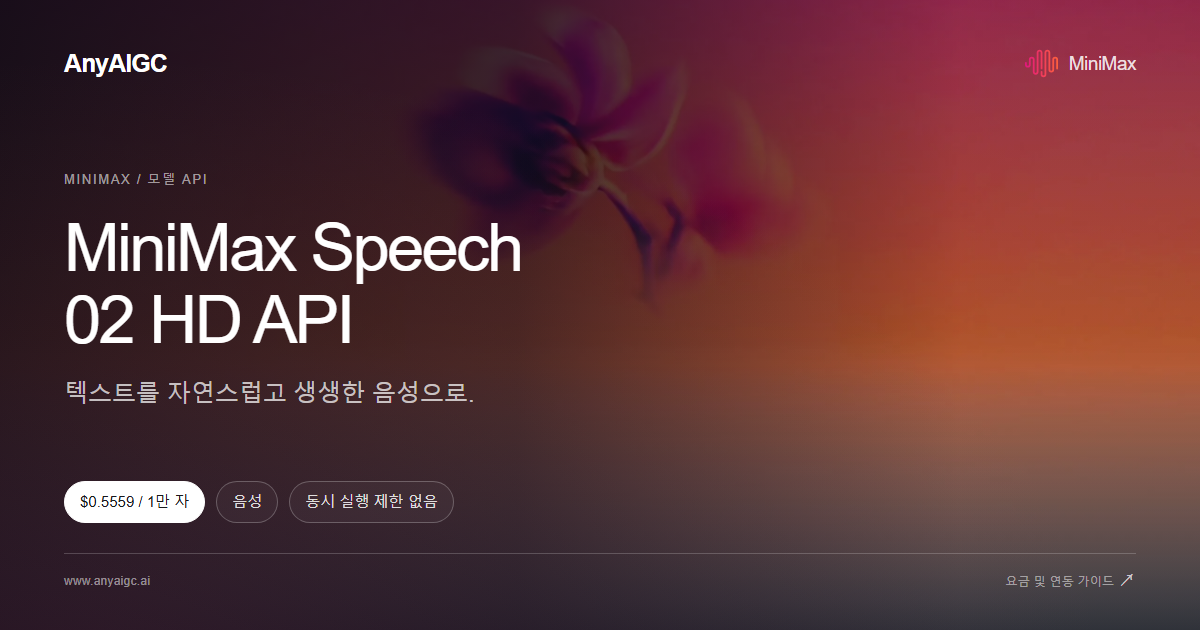 AnyAIGC
MiniMax
MINIMAX / 모델 API
MiniMax Speech
02 HD API
텍스트를 자연스럽고 생생한 음성으로.
$0.5559 / 1만 자
음성
동시 실행 제한 없음
www.anyaigc.ai
요금 및 연동 가이드 ↗